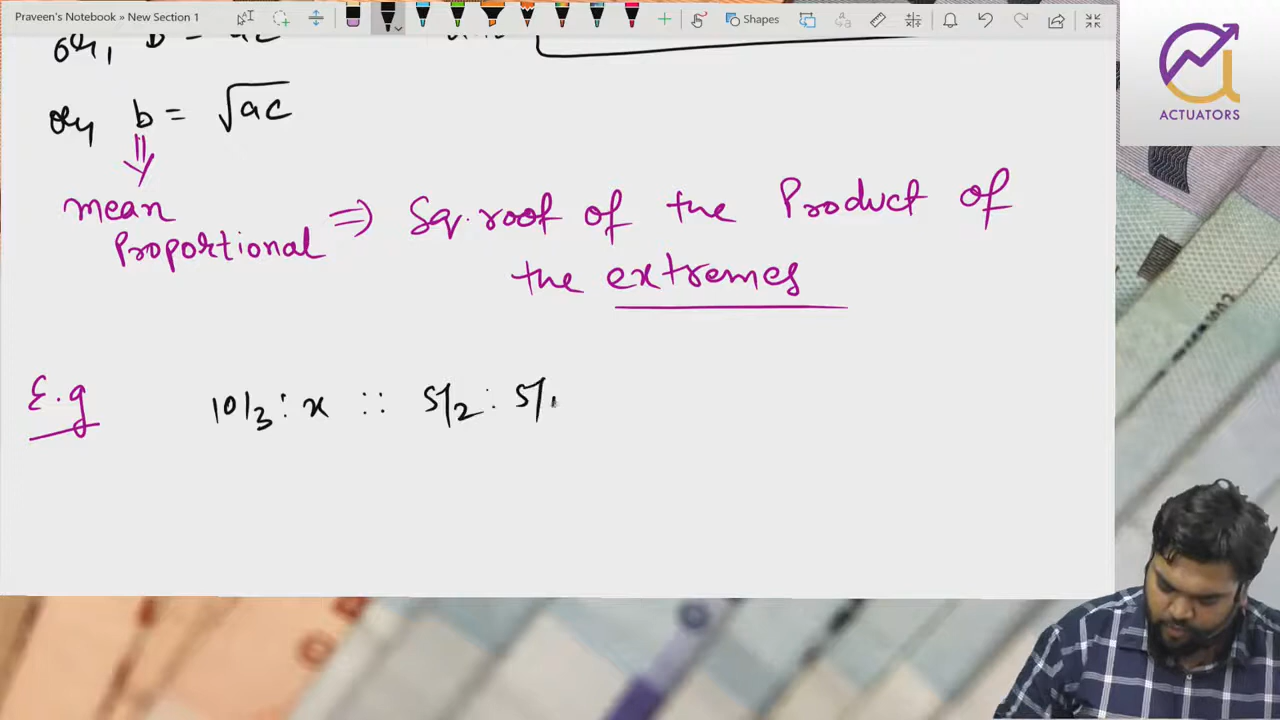 Praveen's Notebook » New Section 1
Shapes
ACTUATORS
or, b = √ac
mean
Proportional ⇒ Sq. root of the Product of
the extremes
E.g 10/3 : x :: 5/2 : 5/